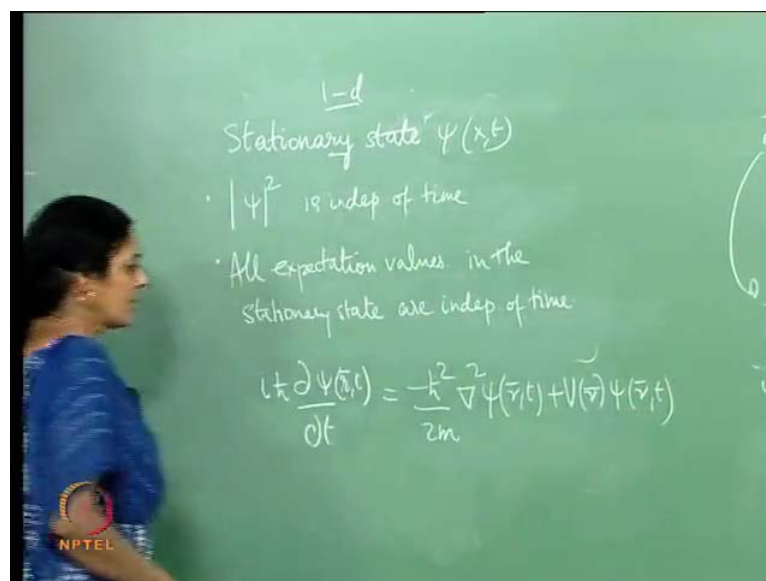 1-d
Stationary state ψ(x,t)
· |ψ|² is indep of time
· All expectation values in the
stationary state are indep. of time
iħ ∂ψ(r̄,t)/∂t = -ħ²/2m ∇²ψ(r̄,t) + V(r̄) ψ(r̄,t)
NPTEL